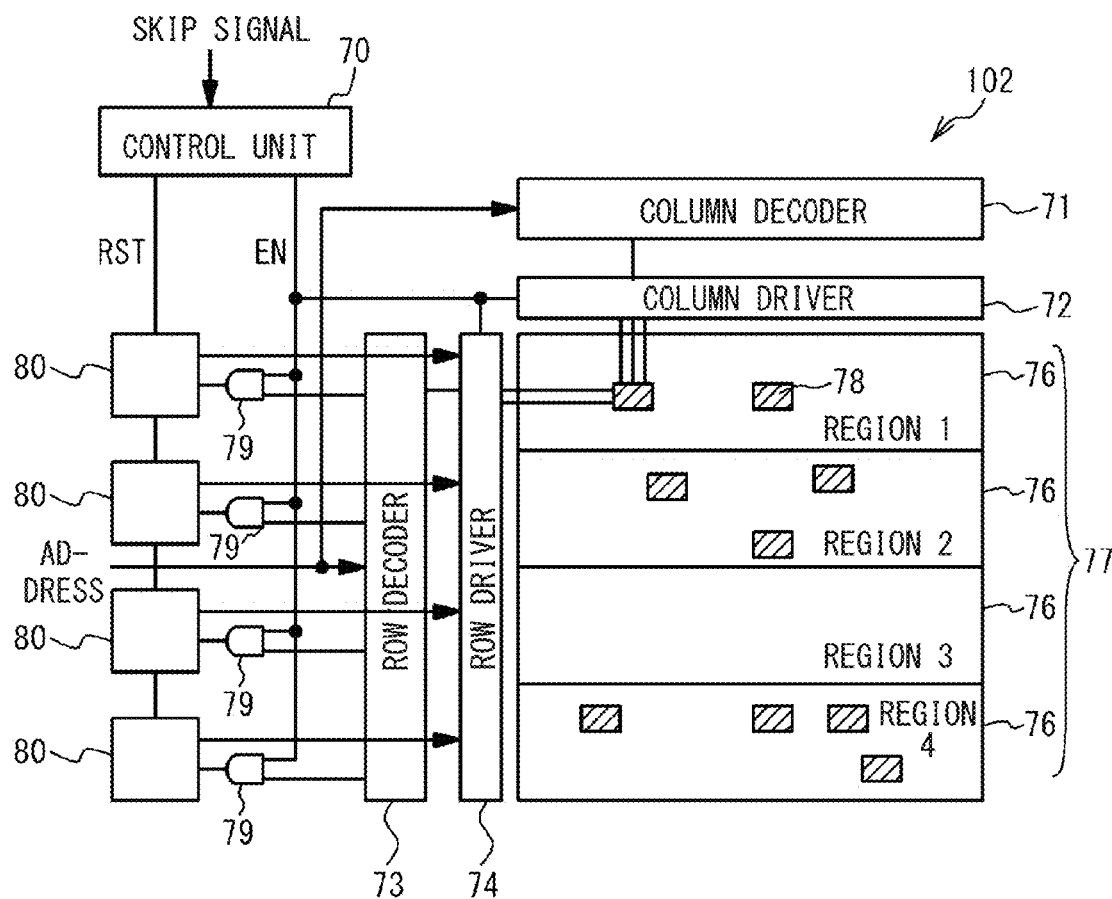 SKIP SIGNAL
70
102
CONTROL UNIT
COLUMN DECODER
71
RST
EN
COLUMN DRIVER
72
80
76
78
79
REGION 1
80
76
79
REGION 2
77
AD-
DRESS
ROW DECODER
ROW DRIVER
80
76
79
REGION 3
80
REGION
4
76
79
73
74